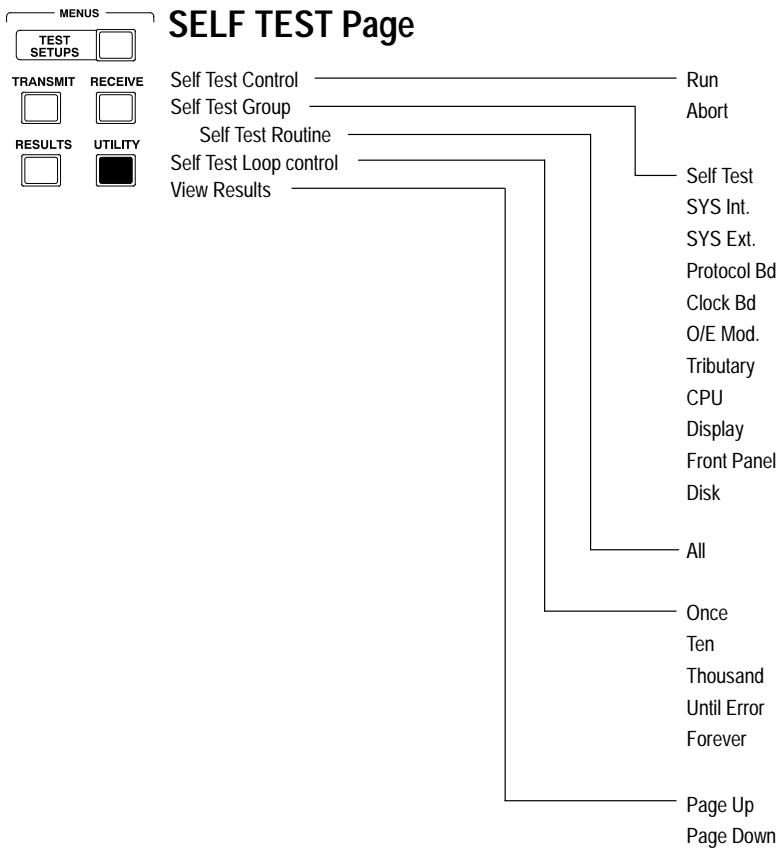 MENUS
TEST
SETUPS
TRANSMIT RECEIVE
RESULTS UTILITY
SELF TEST Page
Self Test Control
Self Test Group
Self Test Routine
Self Test Loop control
View Results
Run
Abort
Self Test
SYS Int.
SYS Ext.
Protocol Bd
Clock Bd
O/E Mod.
Tributary
CPU
Display
Front Panel
Disk
All
Once
Ten
Thousand
Until Error
Forever
Page Up
Page Down